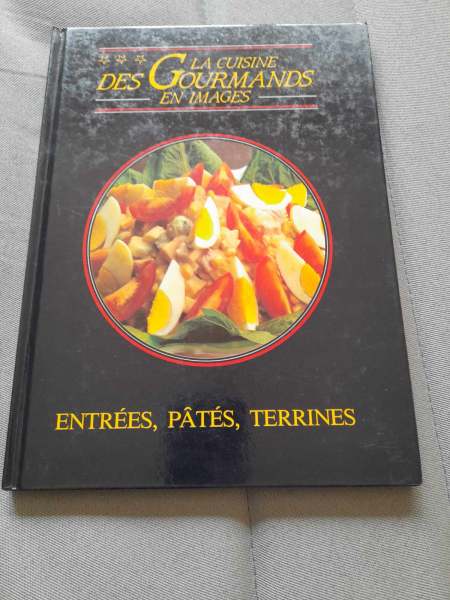 LA CUISINE
DES GOURMANDS
EN IMAGES
ENTRÉES, PÂTÉS, TERRINES